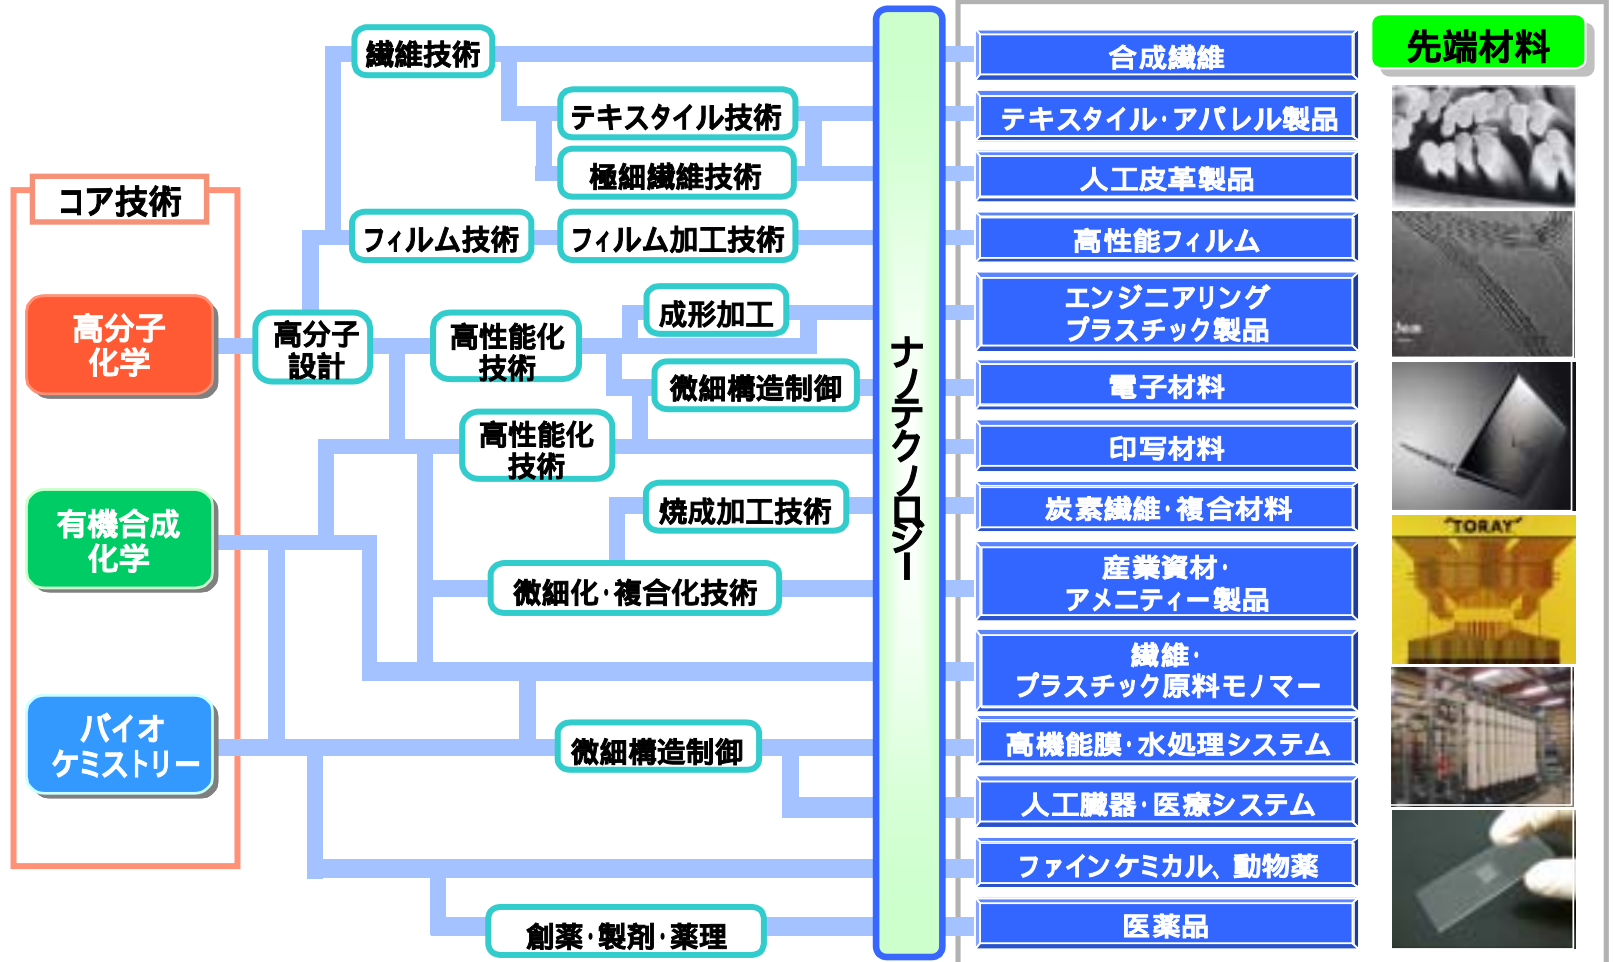 コア技術
高分子
化学
有機合成
化学
バイオ
ケミストリー
高分子
設計
繊維技術
テキスタイル技術
極細繊維技術
フィルム技術
フィルム加工技術
成形加工
高性能化
技術
微細構造制御
高性能化
技術
焼成加工技術
微細化・複合化技術
微細構造制御
創薬・製剤・薬理
ナノテクノロジー
合成繊維
テキスタイル・アパレル製品
人工皮革製品
高性能フィルム
エンジニアリング
プラスチック製品
電子材料
印写材料
炭素繊維・複合材料
産業資材・
アメニティー製品
繊維・
プラスチック原料モノマー
高機能膜・水処理システム
人工臓器・医療システム
ファインケミカル、動物薬
医薬品
先端材料
"TORAY"